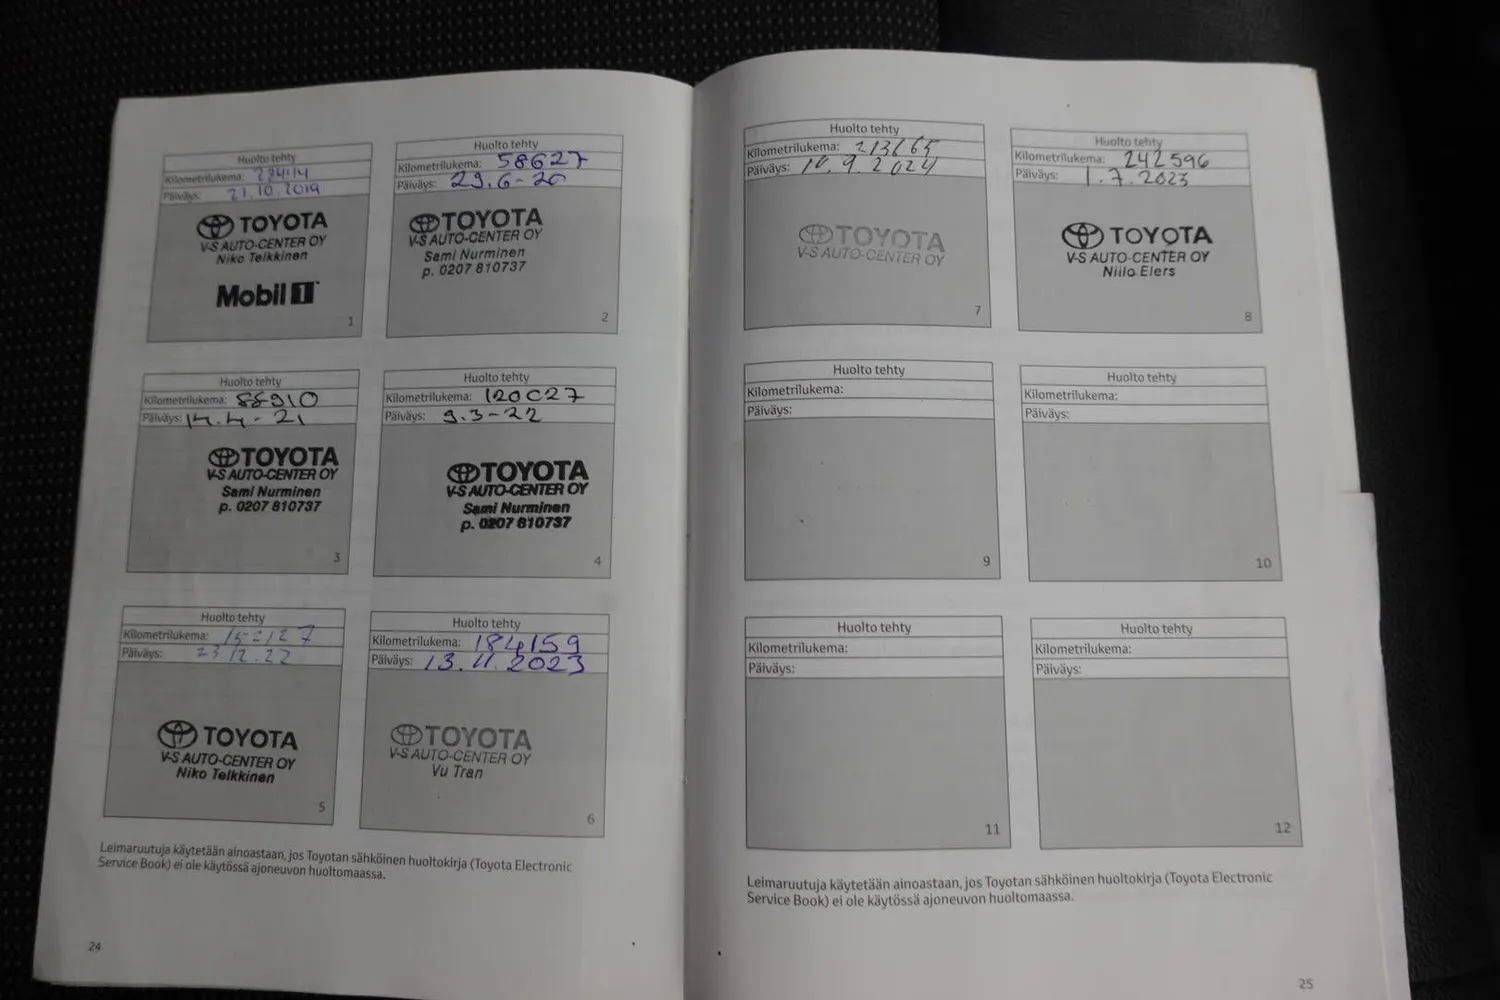 Huolto tehty
Kilometrilukema:
Päiväys: 21.10.2019
TOYOTA
V-S AUTO-CENTER OY
Niko Telkkinen
Mobil 1
1
Huolto tehty
Kilometrilukema: 58627
Päiväys: 29.6-20
TOYOTA
V-S AUTO-CENTER OY
Sami Nurminen
p. 0207 810737
2
Huolto tehty
Kilometrilukema: 88910
Päiväys: 14.4-21
TOYOTA
V-S AUTO-CENTER OY
Sami Nurminen
p. 0207 810737
3
Huolto tehty
Kilometrilukema: 120027
Päiväys: 9.3-22
TOYOTA
V-S AUTO-CENTER OY
Sami Nurminen
p. 0207 810737
4
Huolto tehty
Kilometrilukema:
Päiväys: 23.12.22
TOYOTA
V-S AUTO-CENTER OY
Niko Telkkinen
5
Huolto tehty
Kilometrilukema: 184159
Päiväys: 13.11.2023
TOYOTA
V-S AUTO-CENTER OY
Vu Tran
6
Leimaruutuja käytetään ainoastaan, jos Toyotan sähköinen huoltokirja (Toyota Electronic
Service Book) ei ole käytössä ajoneuvon huoltomaassa.
24
Huolto tehty
Kilometrilukema:
Päiväys:
TOYOTA
V-S AUTO-CENTER OY
7
Huolto tehty
Kilometrilukema: 242596
Päiväys:
TOYOTA
V-S AUTO-CENTER OY
Niilo Elers
8
Huolto tehty
Kilometrilukema:
Päiväys:
9
Huolto tehty
Kilometrilukema:
Päiväys:
10
Huolto tehty
Kilometrilukema:
Päiväys:
11
Huolto tehty
Kilometrilukema:
Päiväys:
12
Leimaruutuja käytetään ainoastaan, jos Toyotan sähköinen huoltokirja (Toyota Electronic
Service Book) ei ole käytössä ajoneuvon huoltomaassa.
25